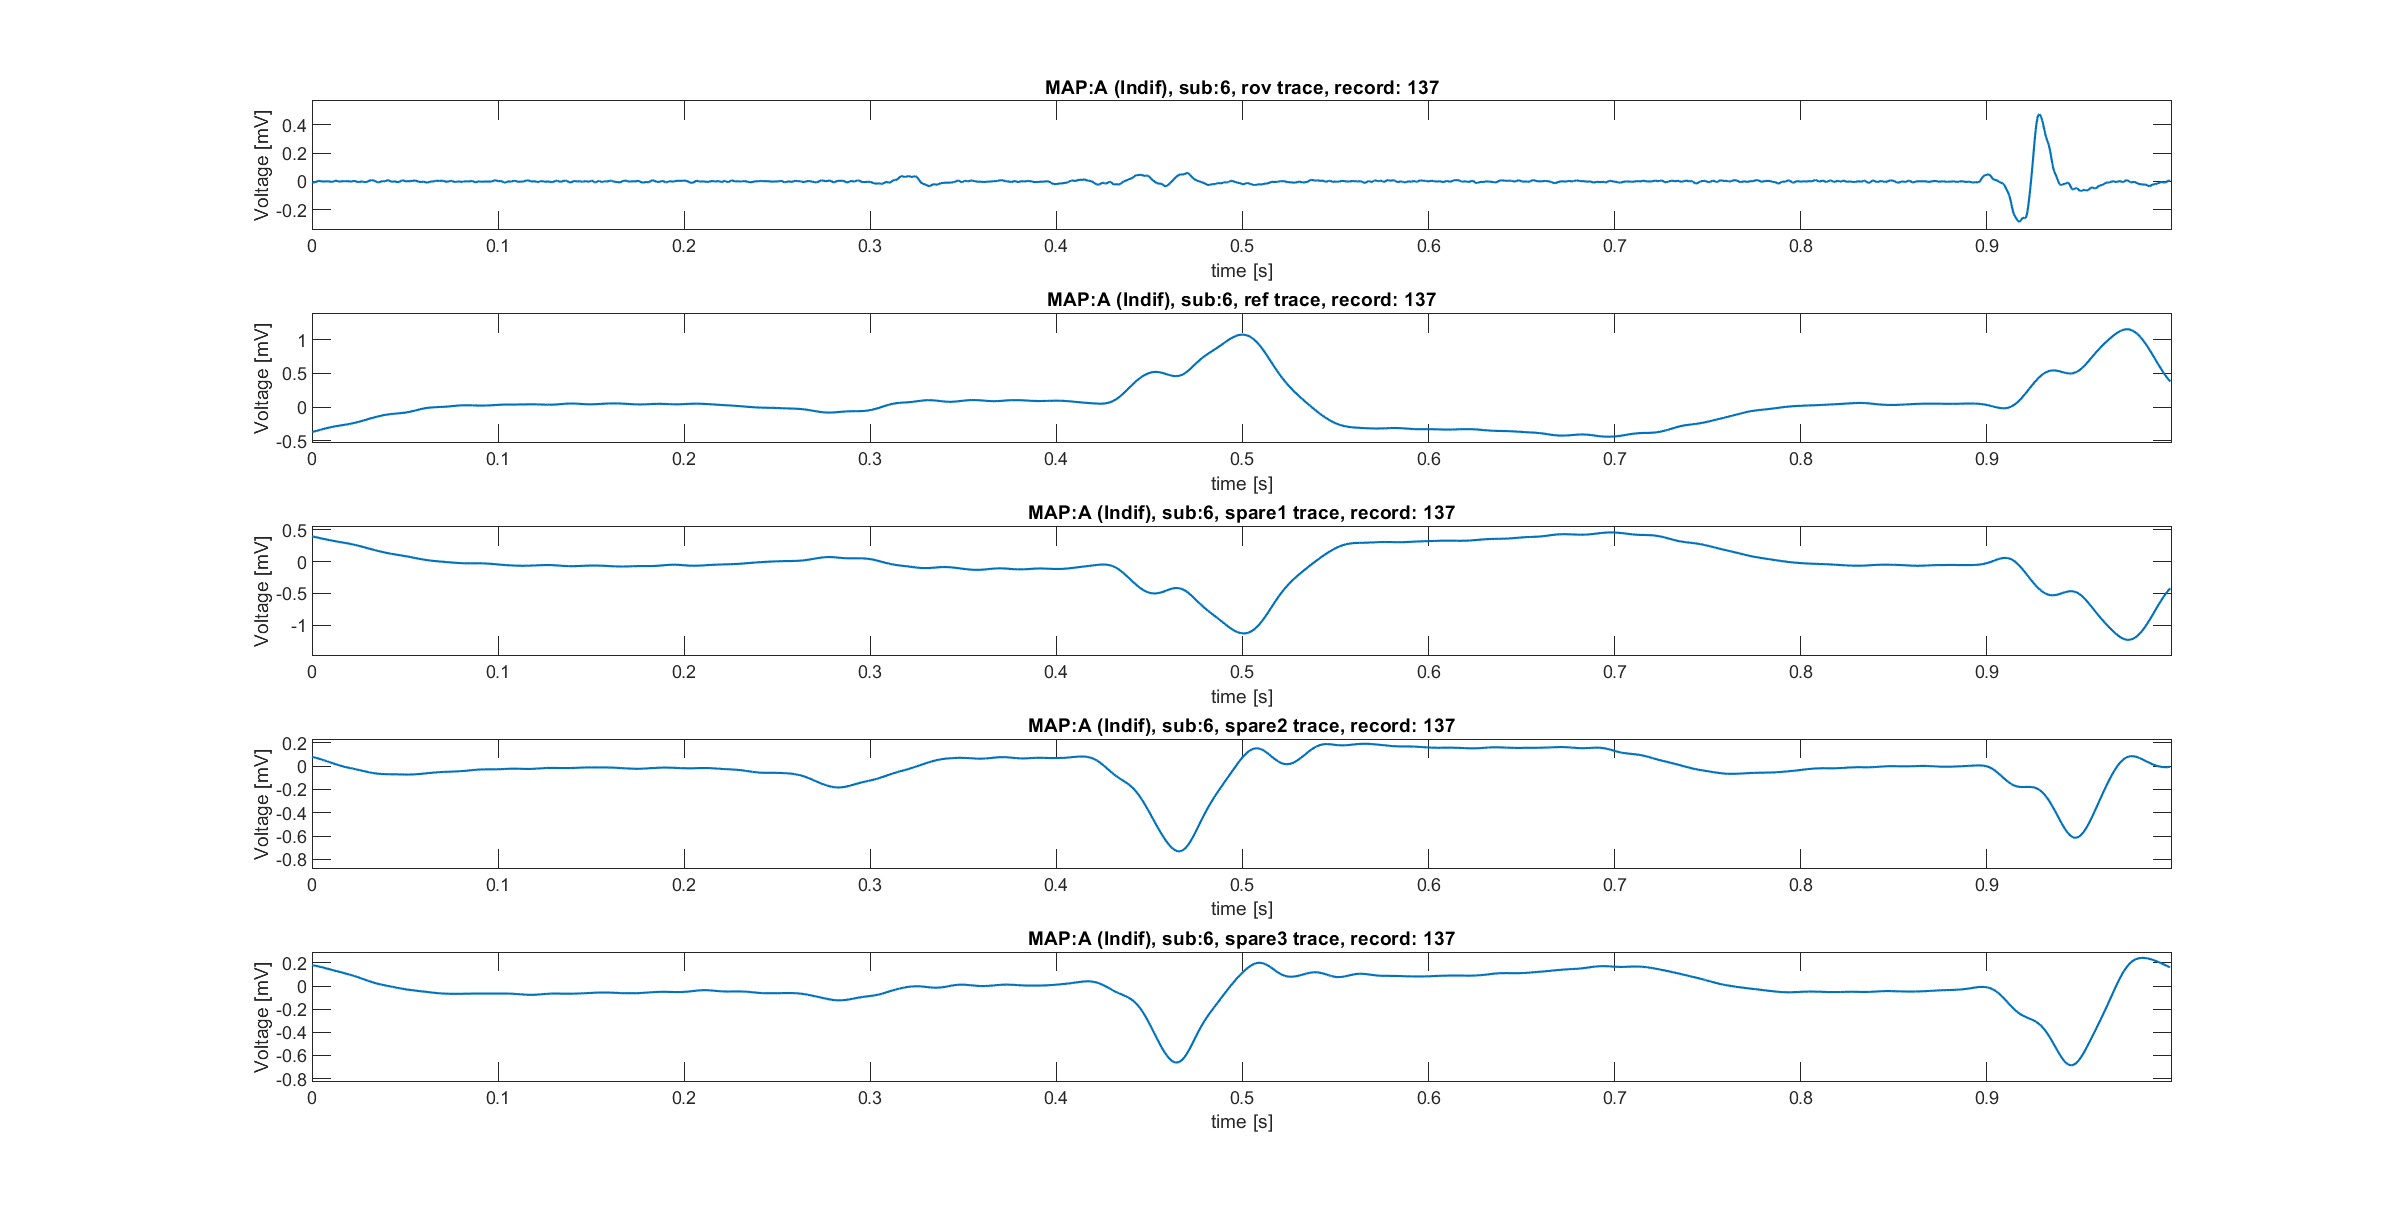 MAP:A (Indif), sub:6, rov trace, record: 137
Voltage [mV]
0.4
0.2
0
-0.2
0 0.1 0.2 0.3 0.4 0.5 0.6 0.7 0.8 0.9
time [s]
MAP:A (Indif), sub:6, ref trace, record: 137
Voltage [mV]
1
0.5
0
-0.5
0 0.1 0.2 0.3 0.4 0.5 0.6 0.7 0.8 0.9
time [s]
MAP:A (Indif), sub:6, spare1 trace, record: 137
Voltage [mV]
0.5
0
-0.5
-1
0 0.1 0.2 0.3 0.4 0.5 0.6 0.7 0.8 0.9
time [s]
MAP:A (Indif), sub:6, spare2 trace, record: 137
Voltage [mV]
0.2
0
-0.2
-0.4
-0.6
-0.8
0 0.1 0.2 0.3 0.4 0.5 0.6 0.7 0.8 0.9
time [s]
MAP:A (Indif), sub:6, spare3 trace, record: 137
Voltage [mV]
0.2
0
-0.2
-0.4
-0.6
-0.8
0 0.1 0.2 0.3 0.4 0.5 0.6 0.7 0.8 0.9
time [s]